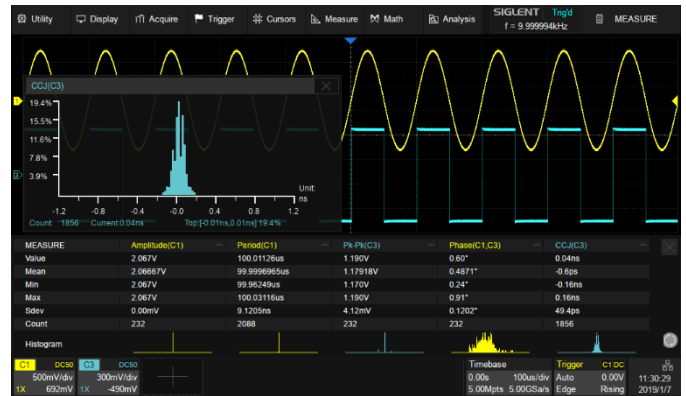 Utility Display Acquire Trigger Cursors Measure Math Analysis SIGLENT Trig'd MEASURE
f = 9.999994kHz
CCJ(C3)
19.4%
15.5%
11.6%
7.8%
3.9%
Unit
ns
-1.2 -0.8 -0.4 -0.0 0.4 0.8 1.2
Count 1856 Current:0.04ns Top:[-0.01ns,0.01ns] 19.4%
1
3
MEASURE Amplitude(C1) Period(C1) Pk-Pk(C3) Phase(C1,C3) CCJ(C3)
Value 2.067V 100.01126us 1.190V 0.60° 0.04ns
Mean 2.06667V 99.9996965us 1.17918V 0.4871° -0.6ps
Min 2.067V 99.96249us 1.170V 0.24° -0.16ns
Max 2.067V 100.03116us 1.190V 0.91° 0.16ns
Sdev 0.00mV 9.1205ns 4.12mV 0.1202° 49.4ps
Count 232 2088 232 232 1856
Histogram
C1 DC50 C3 DC50 Timebase Trigger C1 DC
500mV/div 300mV/div 0.00s 100us/div Auto 0.00V 11:30:29
1X 692mV 1X -490mV 5.00Mpts 5.00GSa/s Edge Rising 2019/1/7